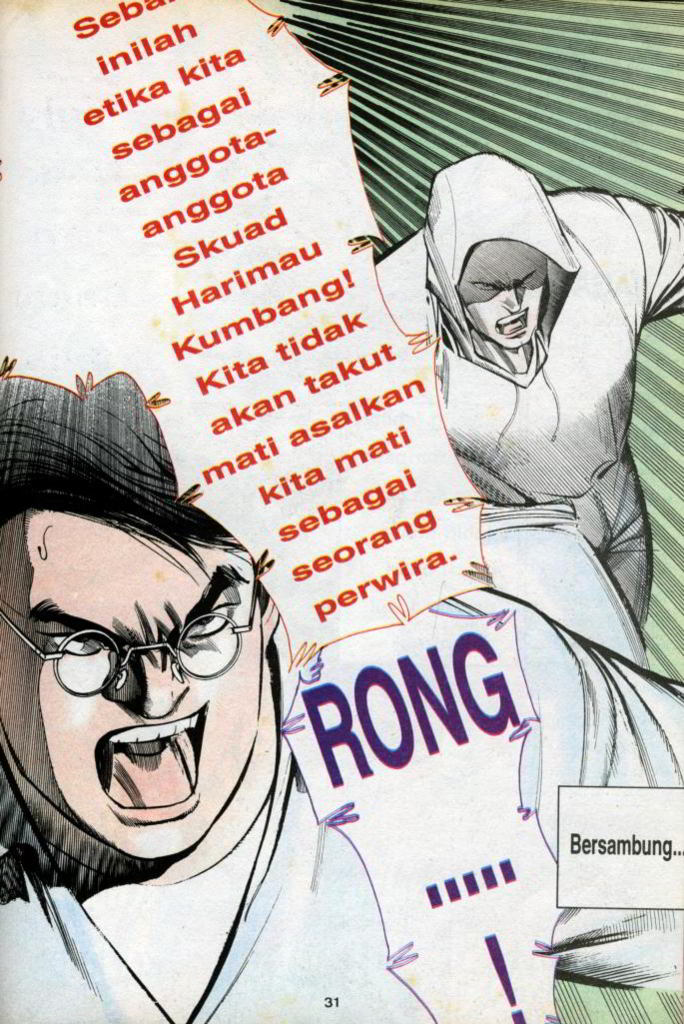 inilah
etika kita
sebagai
anggota-
anggota
Skuad
Harimau
Kumbang!
Kita tidak
akan takut
mati asalkan
kita mati
sebagai
seorang
perwira.
RONG
.....
!
Bersambung...
31